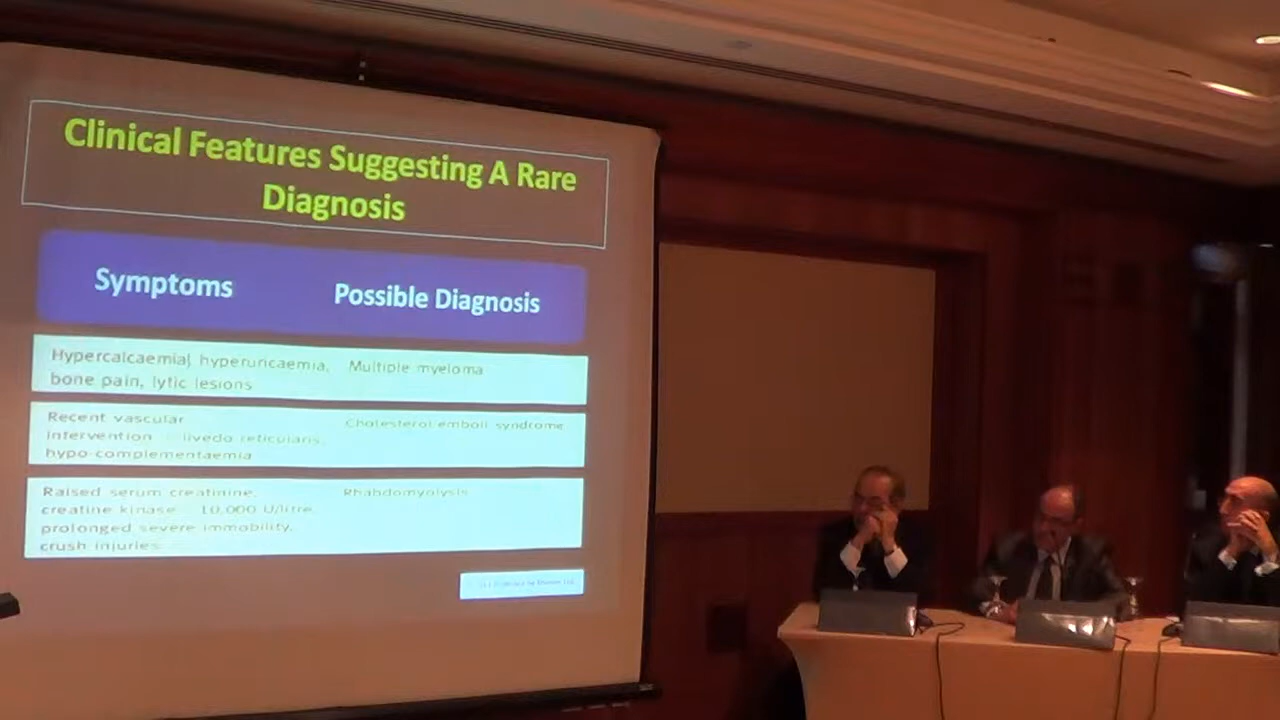 Clinical Features Suggesting A Rare
Diagnosis
Symptoms
Possible Diagnosis
Hypercalcaemia, hyperuricaemia,
bone pain, lytic lesions
Multiple myeloma
Recent vascular
intervention livedo reticularis,
hypo-complementaemia
Cholesterol emboli syndrome
Raised serum creatinine,
creatine kinase 10,000 U/litre,
prolonged severe immobility,
crush injuries
Rhabdomyolysis